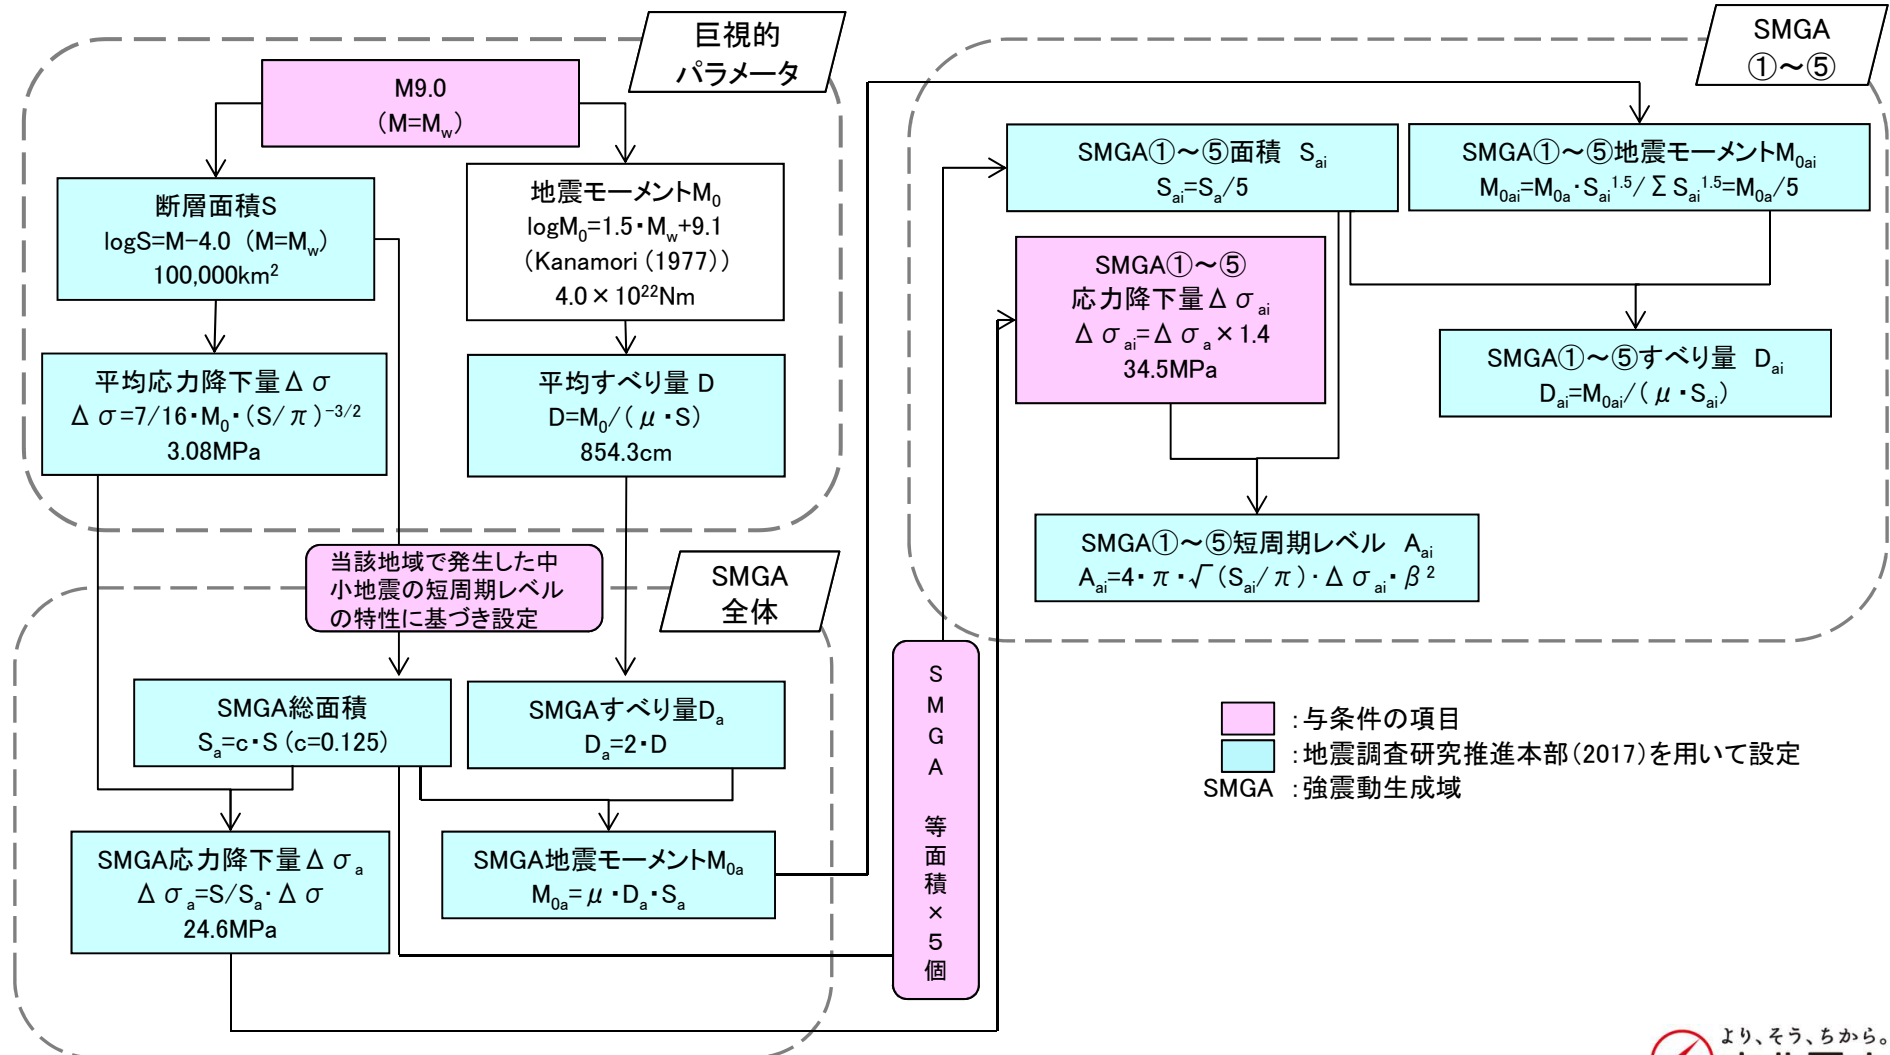 巨視的
パラメータ
M9.0
(M=Mw)
断層面積S
logS=M-4.0 (M=Mw)
100,000km²
地震モーメントM₀
logM₀=1.5・Mw+9.1
(Kanamori(1977))
4.0×10²²Nm
平均応力降下量Δσ
Δσ=7/16・M₀・(S/π)⁻³/²
3.08MPa
平均すべり量 D
D=M₀/(μ・S)
854.3cm
当該地域で発生した中
小地震の短周期レベル
の特性に基づき設定
SMGA
全体
SMGA総面積
Sa=c・S(c=0.125)
SMGAすべり量Da
Da=2・D
SMGA応力降下量Δσa
Δσa=S/Sa・Δσ
24.6MPa
SMGA地震モーメントM0a
M0a=μ・Da・Sa
SMGA 等面積×5個
SMGA
①~⑤
SMGA①~⑤面積 Sai
Sai=Sa/5
SMGA①~⑤地震モーメントM0ai
M0ai=M0a・Sai1.5/ΣSai1.5=M0a/5
SMGA①~⑤
応力降下量Δσai
Δσai=Δσa×1.4
34.5MPa
SMGA①~⑤すべり量 Dai
Dai=M0ai/(μ・Sai)
SMGA①~⑤短周期レベル Aai
Aai=4・π・√(Sai/π)・Δσai・β²
:与条件の項目
:地震調査研究推進本部(2017)を用いて設定
SMGA :強震動生成域
より、そう、ちから。